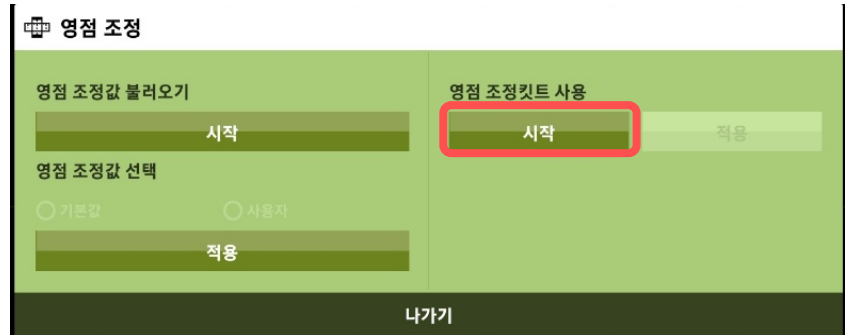 영점 조정
영점 조정값 불러오기
시작
영점 조정값 선택
기본값 사용자
적용
영점 조정킷트 사용
시작 적용
나가기